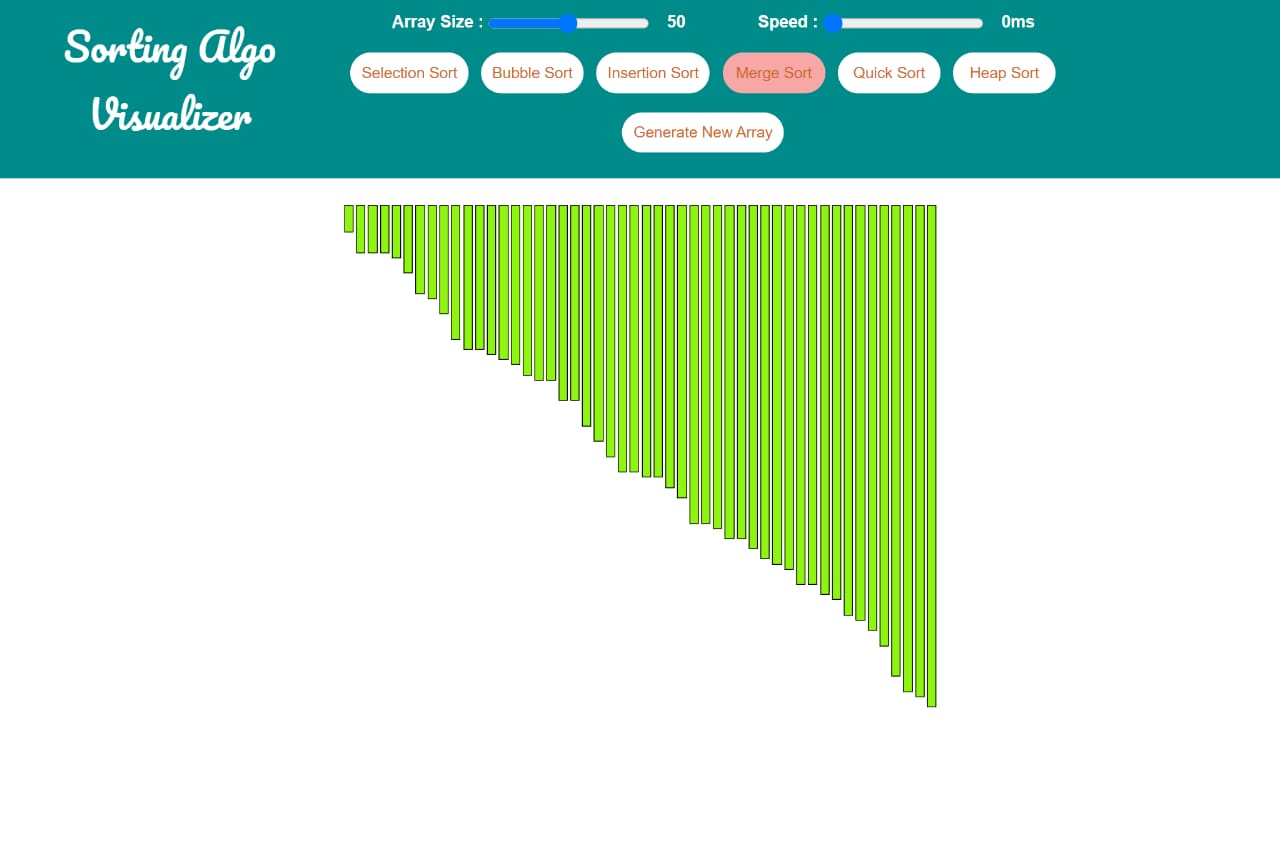 Sorting Algo
Visualizer
Array Size : 50 Speed : 0ms
Selection Sort Bubble Sort Insertion Sort Merge Sort Quick Sort Heap Sort
Generate New Array